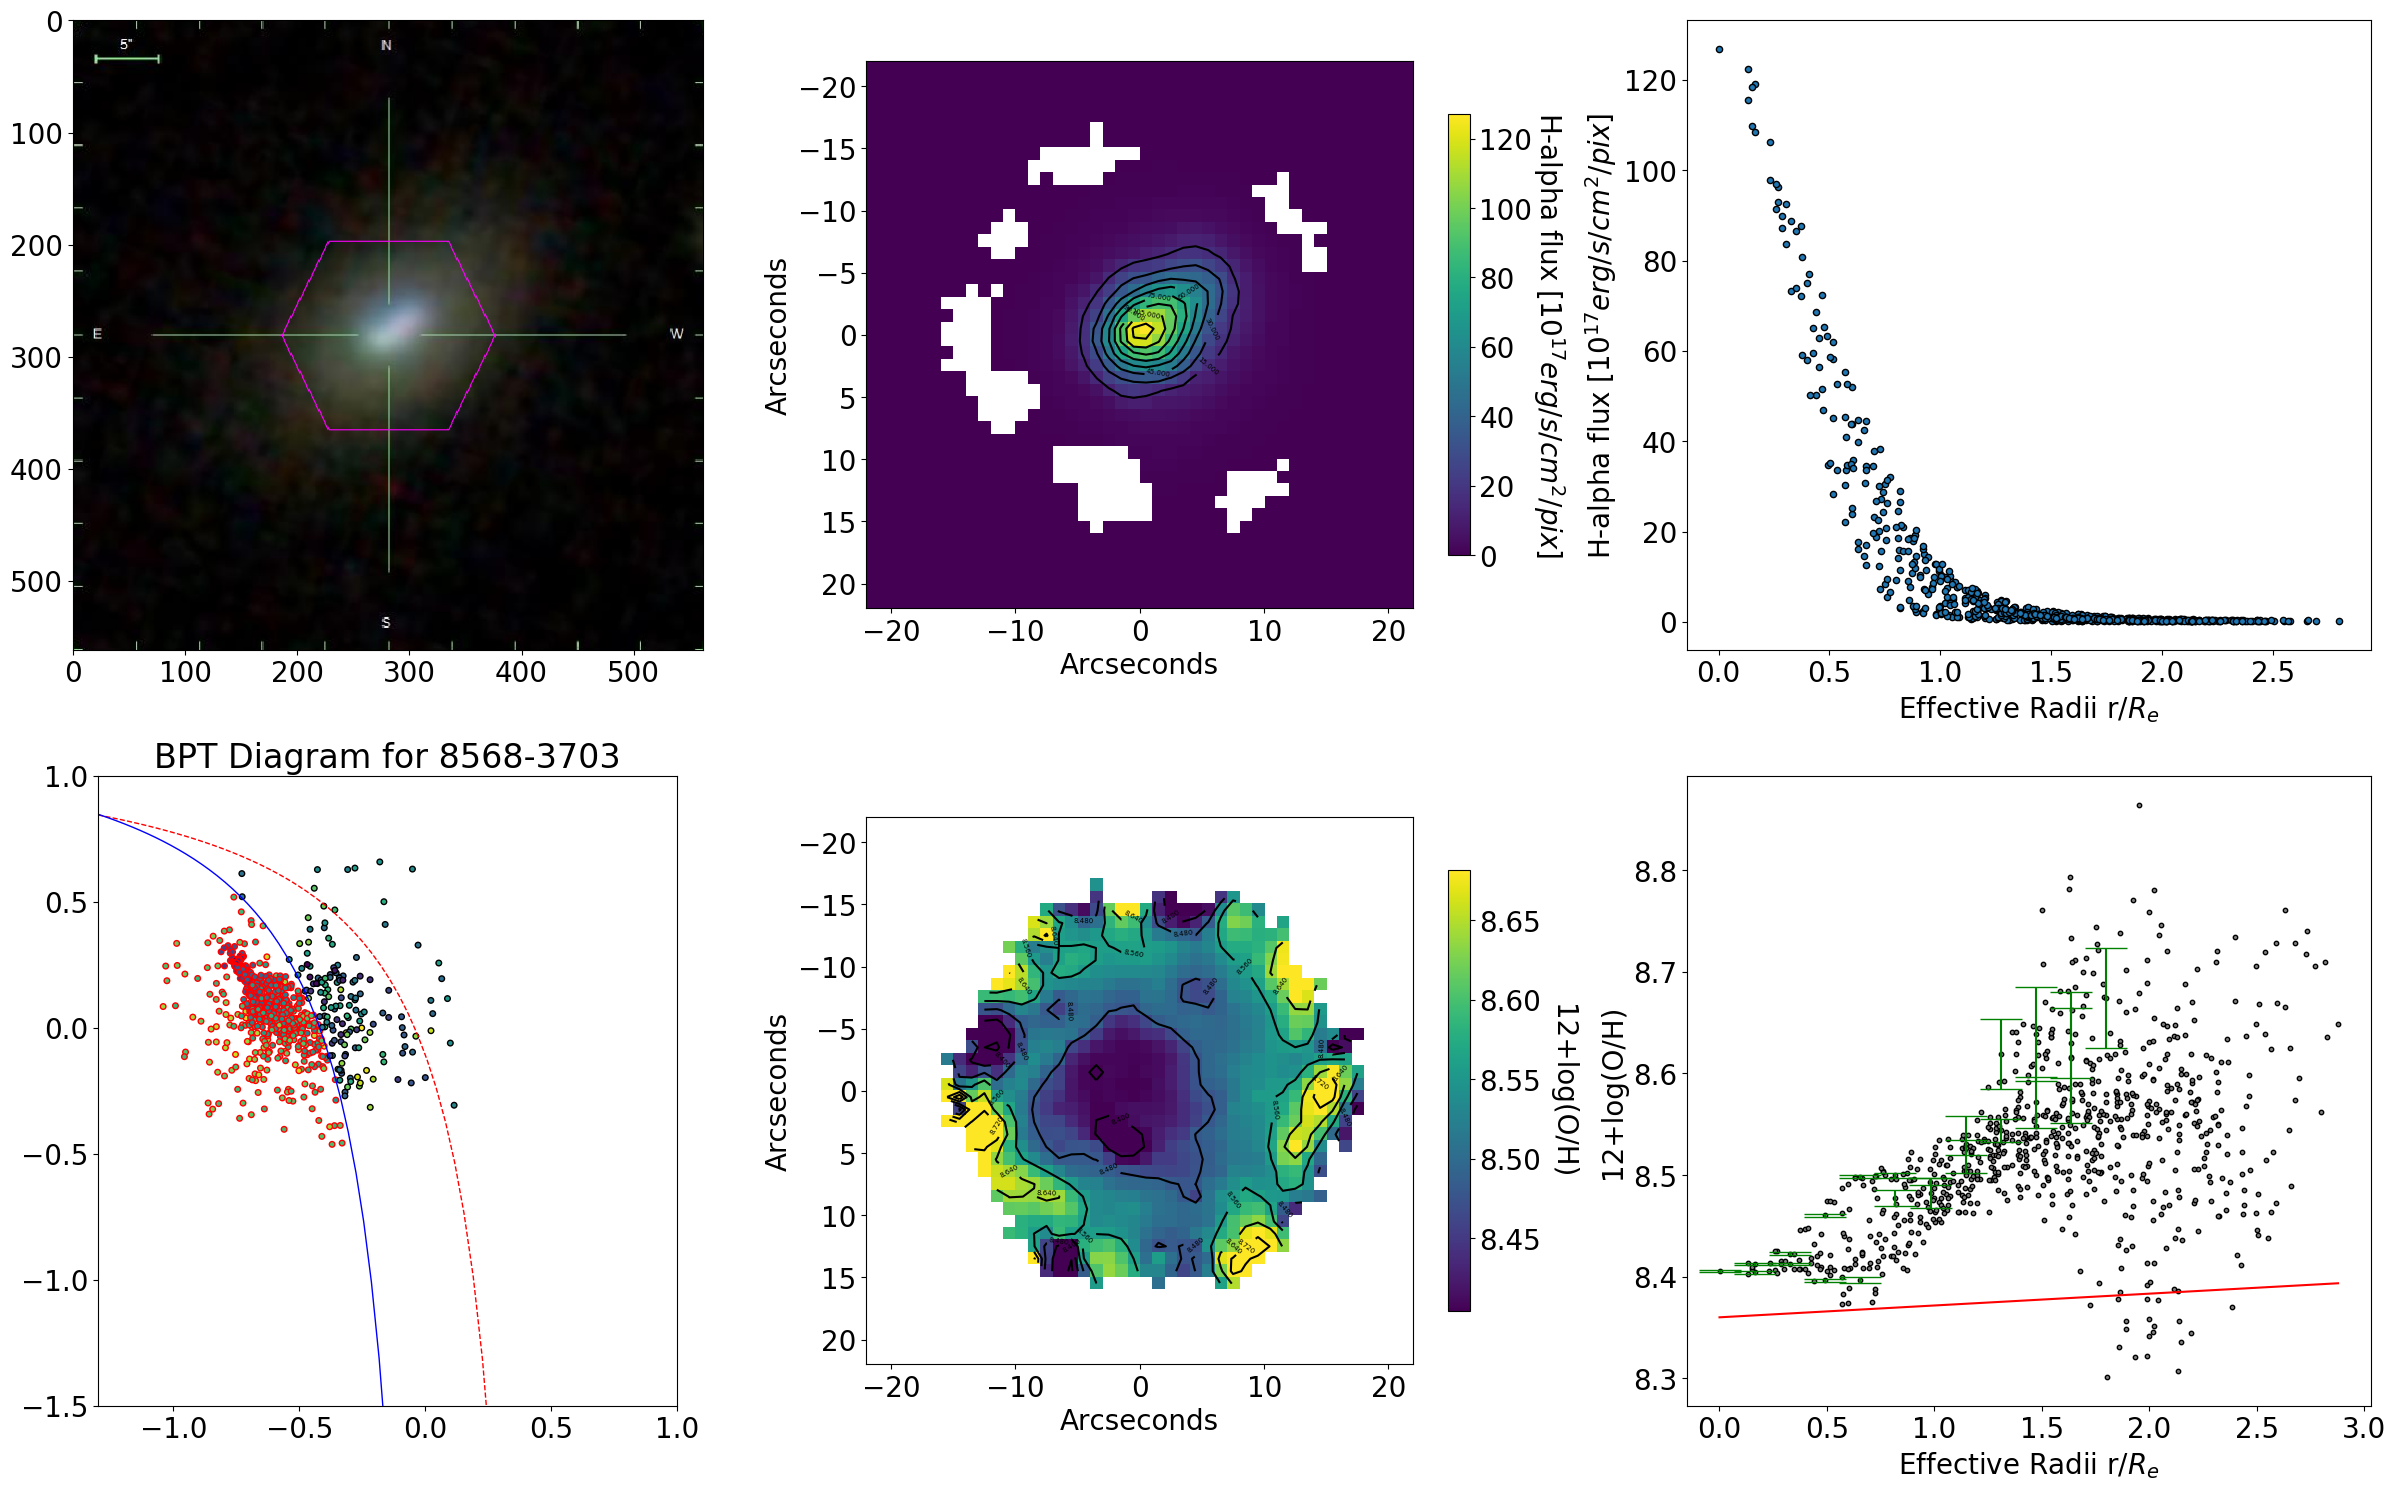 0
100
200
300
400
500
5"
N
E
W
S
0 100 200 300 400 500
−20
−15
−10
−5
0
5
10
15
20
Arcseconds
−20 −10 0 10 20
Arcseconds
120
100
80
60
40
20
0
H-alpha flux [10^17 erg/s/cm^2/pix]
H-alpha flux [10^17 erg/s/cm^2/pix]
120
100
80
60
40
20
0
0.0 0.5 1.0 1.5 2.0 2.5
Effective Radii r/R_e
BPT Diagram for 8568-3703
1.0
0.5
0.0
−0.5
−1.0
−1.5
−1.0 −0.5 0.0 0.5 1.0
−20
−15
−10
−5
0
5
10
15
20
Arcseconds
−20 −10 0 10 20
Arcseconds
8.65
8.60
8.55
8.50
8.45
12+log(O/H)
12+log(O/H)
8.8
8.7
8.6
8.5
8.4
8.3
0.0 0.5 1.0 1.5 2.0 2.5 3.0
Effective Radii r/R_e